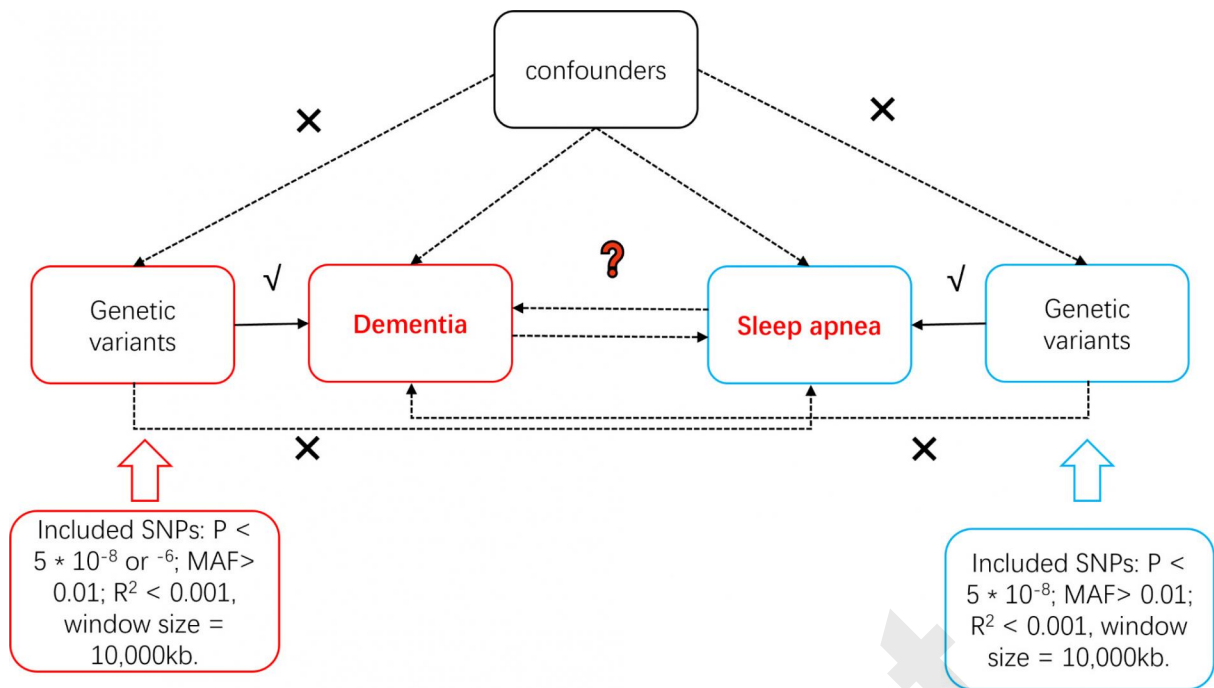 confounders
×
×
?
√
√
Genetic
variants
Dementia
Sleep apnea
Genetic
variants
×
×
Included SNPs: P <
5 * 10⁻⁸ or ⁻⁶; MAF>
0.01; R² < 0.001,
window size =
10,000kb.
Included SNPs: P <
5 * 10⁻⁸; MAF> 0.01;
R² < 0.001, window
size = 10,000kb.